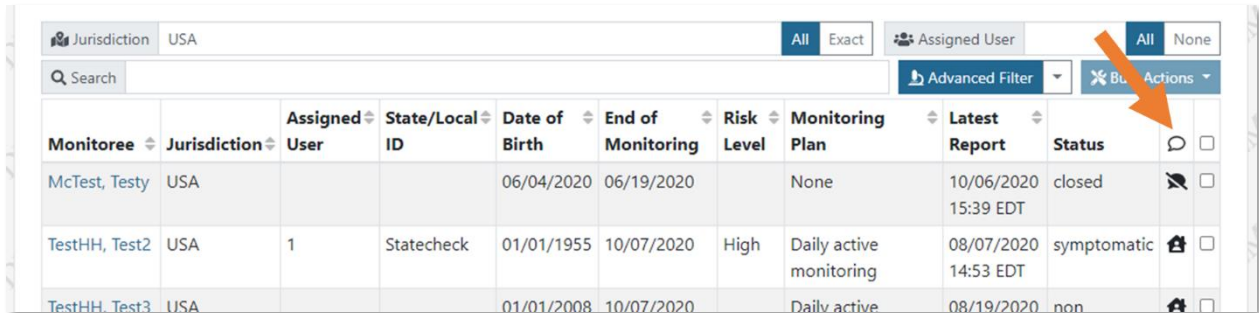 Jurisdiction USA All Exact Assigned User All None
Search Advanced Filter Bulk Actions
Assigned State/Local Date of End of Risk Monitoring Latest
Monitoree Jurisdiction User ID Birth Monitoring Level Plan Report Status
McTest, Testy USA 06/04/2020 06/19/2020 None 10/06/2020 closed
15:39 EDT
TestHH, Test2 USA 1 Statecheck 01/01/1955 10/07/2020 High Daily active 08/07/2020 symptomatic
monitoring 14:53 EDT
TestHH, Test3 USA 01/01/2008 10/07/2020 Daily active 08/19/2020 non